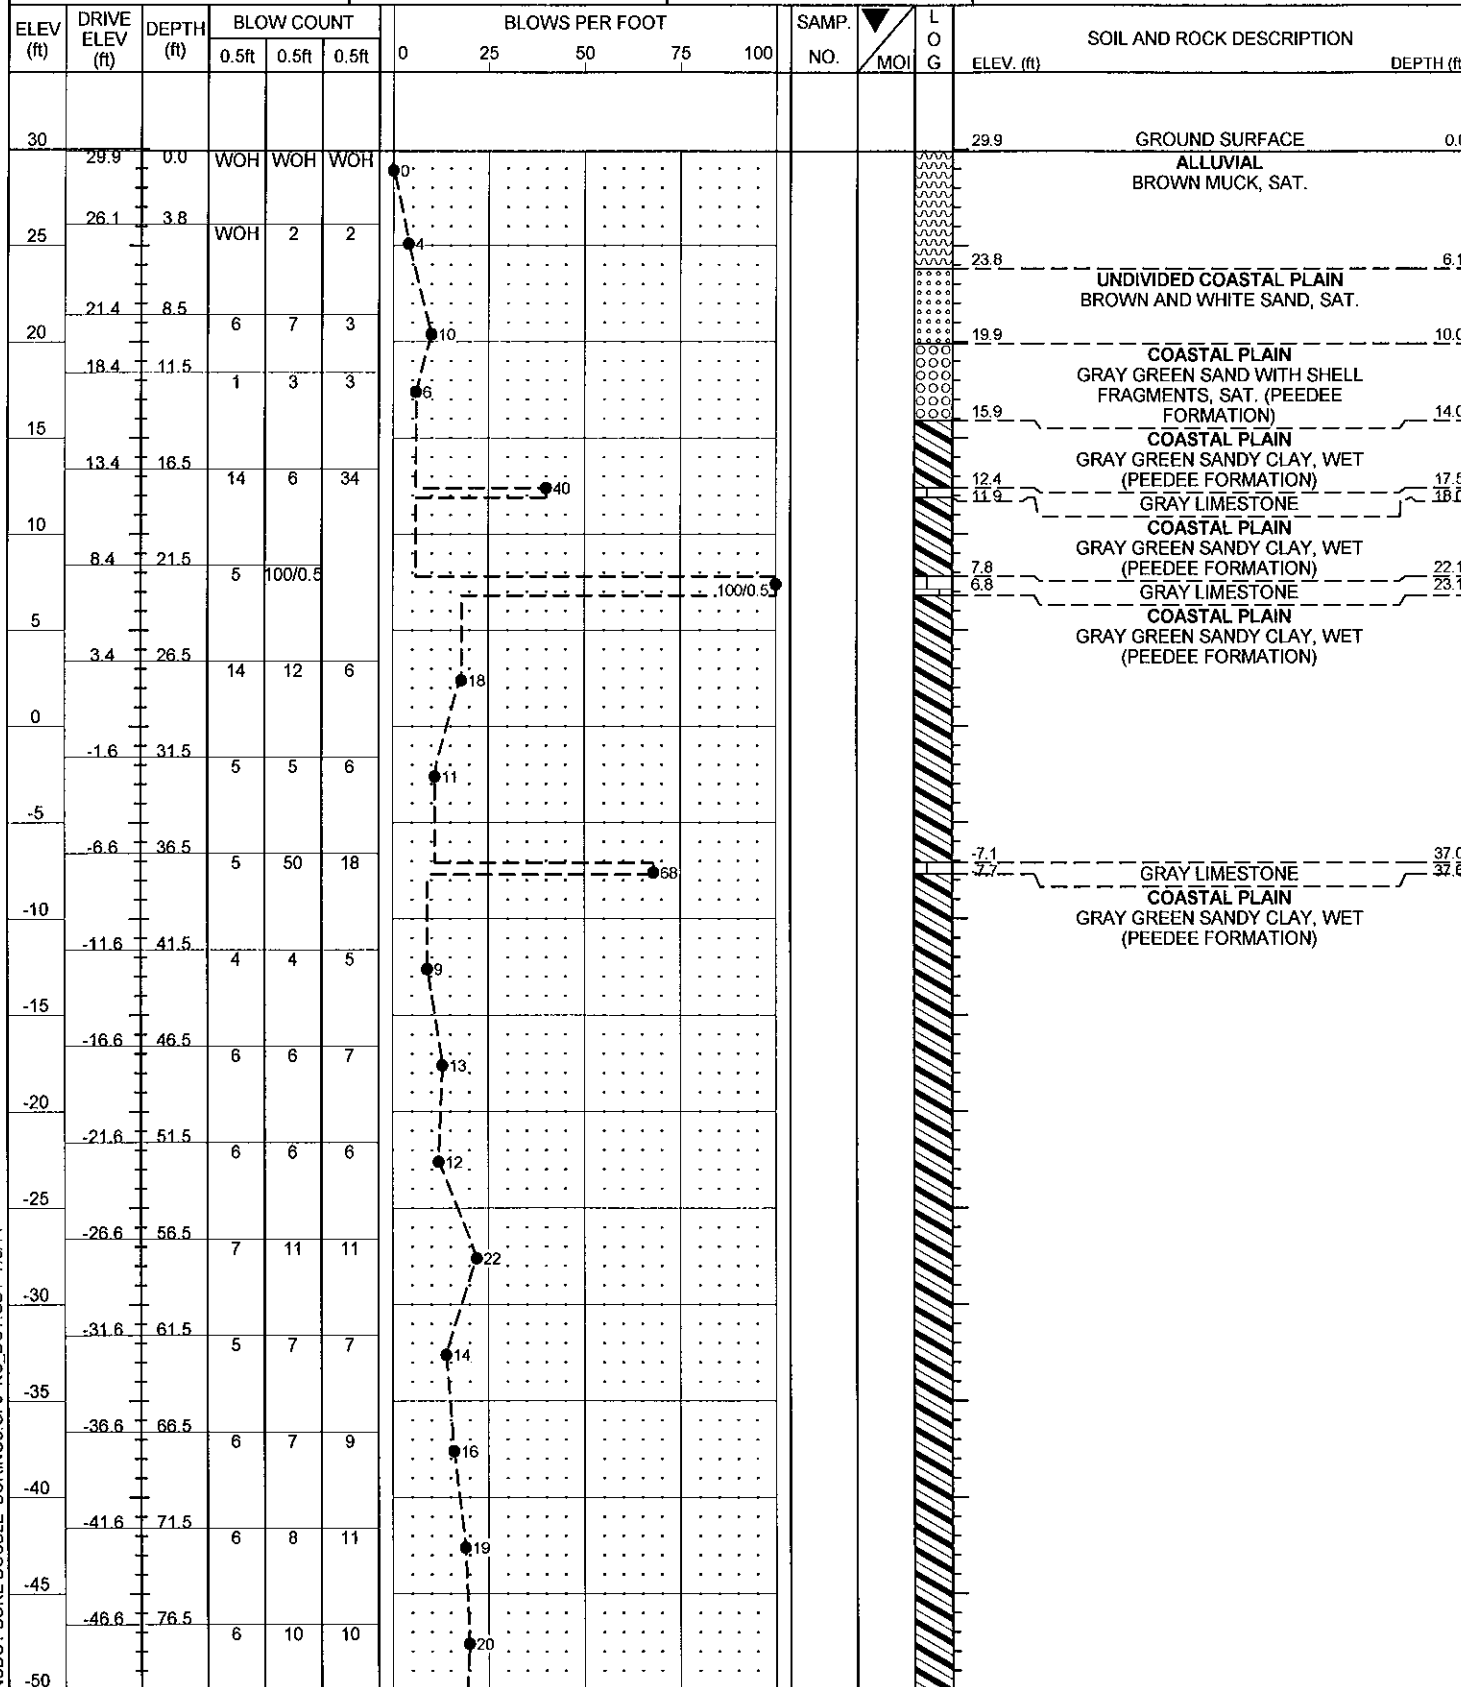 ELEV (ft) DRIVE ELEV (ft) DEPTH (ft) BLOW COUNT BLOWS PER FOOT SAMP. NO. MOI L O G SOIL AND ROCK DESCRIPTION
0.5ft 0.5ft 0.5ft 0 25 50 75 100 ELEV. (ft) DEPTH (ft
30 29.9 GROUND SURFACE 0.0
29.9 0.0 WOH WOH WOH 0 ALLUVIAL
BROWN MUCK, SAT.
26.1 3.8 WOH 2 2 4
25
23.8 6.1
UNDIVIDED COASTAL PLAIN
BROWN AND WHITE SAND, SAT.
21.4 8.5 6 7 3 10
20 19.9 10.0
COASTAL PLAIN
GRAY GREEN SAND WITH SHELL
FRAGMENTS, SAT. (PEEDEE
FORMATION)
18.4 11.5 1 3 3 6
15 15.9 14.0
COASTAL PLAIN
GRAY GREEN SANDY CLAY, WET
(PEEDEE FORMATION)
13.4 16.5 14 6 34 40
12.4 17.5
11.9 GRAY LIMESTONE 18.0
COASTAL PLAIN
GRAY GREEN SANDY CLAY, WET
(PEEDEE FORMATION)
10
8.4 21.5 5 100/0.5 100/0.5
7.8 22.1
6.8 GRAY LIMESTONE 23.1
COASTAL PLAIN
GRAY GREEN SANDY CLAY, WET
(PEEDEE FORMATION)
5
3.4 26.5 14 12 6 18
0
-1.6 31.5 5 5 6 11
-5
-6.6 36.5 5 50 18 68
-7.1 37.0
-7.7 GRAY LIMESTONE 37.6
COASTAL PLAIN
GRAY GREEN SANDY CLAY, WET
(PEEDEE FORMATION)
-10
-11.6 41.5 4 4 5 9
-15
-16.6 46.5 6 6 7 13
-20
-21.6 51.5 6 6 6 12
-25
-26.6 56.5 7 11 11 22
-30
-31.6 61.5 5 7 7 14
-35
-36.6 66.5 6 7 9 16
-40
-41.6 71.5 6 8 11 19
-45
-46.6 76.5 6 10 10 20
-50